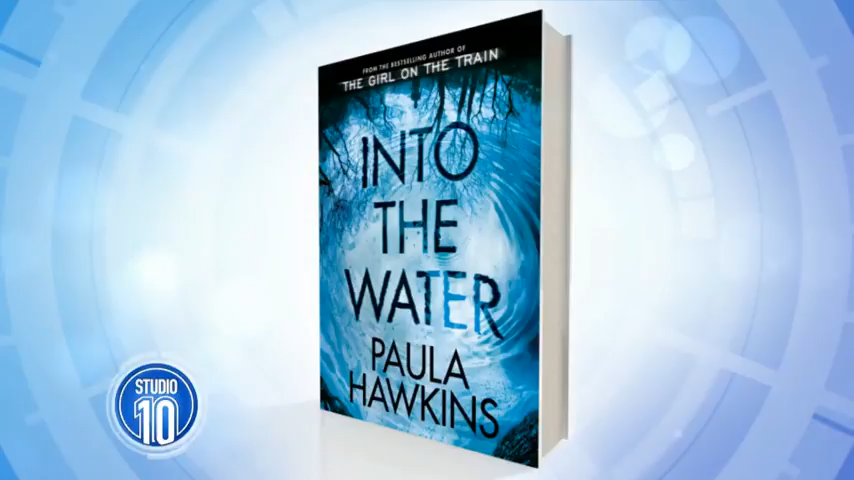 FROM THE BESTSELLING AUTHOR OF
THE GIRL ON THE TRAIN
INTO
THE
WATER
PAULA
HAWKINS
STUDIO
10